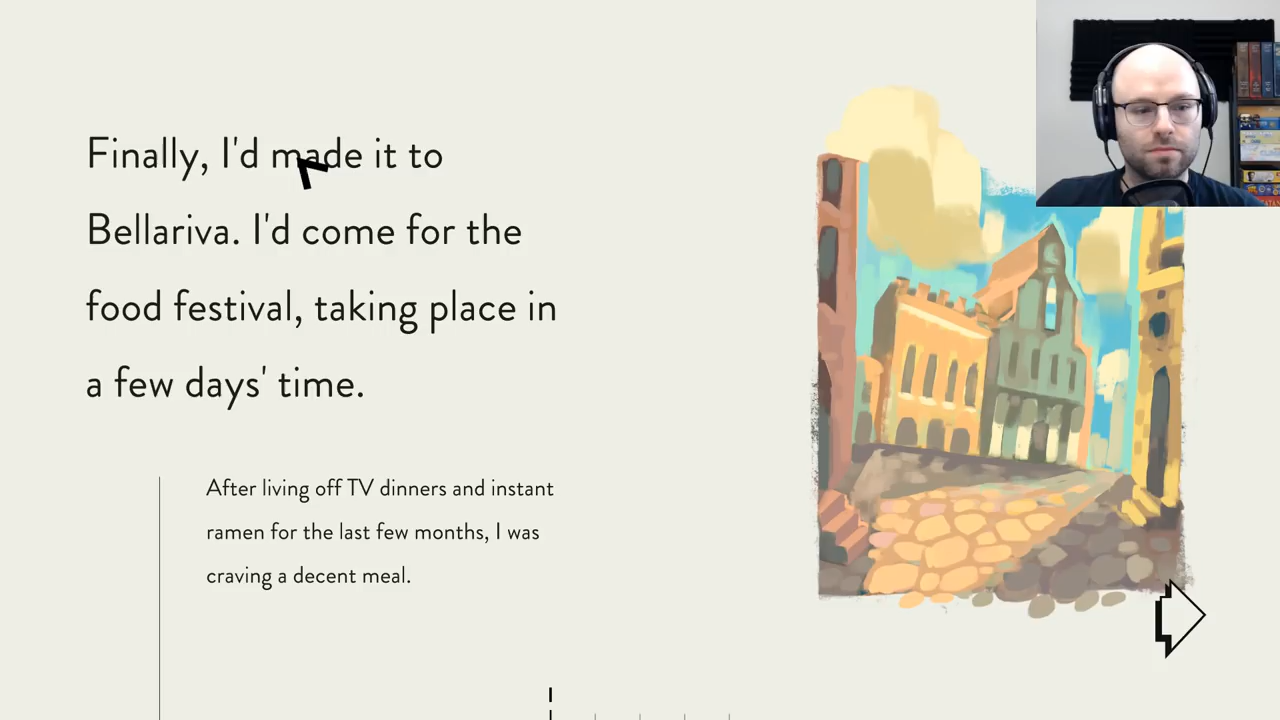 Finally, I'd made it to
Bellariva. I'd come for the
food festival, taking place in
a few days' time.
After living off TV dinners and instant
ramen for the last few months, I was
craving a decent meal.